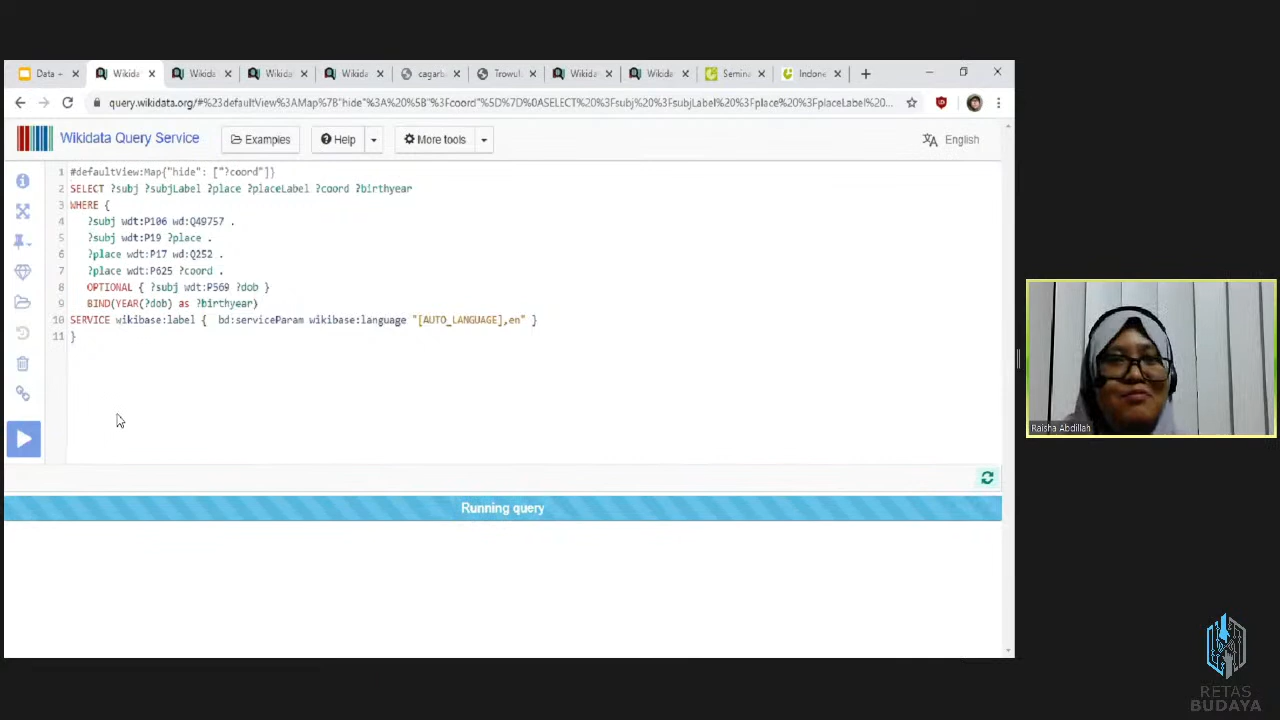 Data +
Wikida
Wikida
Wikida
Wikida
cagarb
Trowul
Wikida
Wikida
Semina
Indone
query.wikidata.org/#%23defaultView%3AMap%7B"hide"%3A%20%5B"%3Fcoord"%5D%7D%0ASELECT%20%3Fsubj%20%3FsubjLabel%20%3Fplace%20%3FplaceLabel%20...
Wikidata Query Service
Examples
Help
More tools
English
1 #defaultView:Map{"hide": ["?coord"]}
2 SELECT ?subj ?subjLabel ?place ?placeLabel ?coord ?birthyear
3 WHERE {
4 ?subj wdt:P106 wd:Q49757 .
5 ?subj wdt:P19 ?place .
6 ?place wdt:P17 wd:Q252 .
7 ?place wdt:P625 ?coord .
8 OPTIONAL { ?subj wdt:P569 ?dob }
9 BIND(YEAR(?dob) as ?birthyear)
10 SERVICE wikibase:label { bd:serviceParam wikibase:language "[AUTO_LANGUAGE],en" }
11 }
Running query
Raisha Abdillah
RETAS
BUDAYA